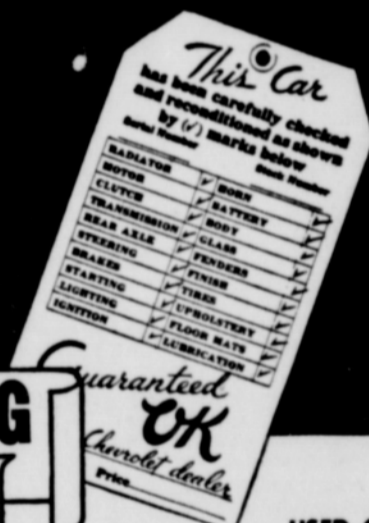 This Car
has been carefully checked
and reconditioned as shown
by (✓) marks below
Serial Number Stock Number
RADIATOR ✓ HORN ✓
MOTOR ✓ BATTERY ✓
CLUTCH ✓ BODY ✓
TRANSMISSION ✓ GLASS ✓
REAR AXLE ✓ FENDERS ✓
STEERING ✓ FINISH ✓
BRAKES ✓ TIRES ✓
STARTING ✓ UPHOLSTERY ✓
LIGHTING ✓ FLOOR MATS ✓
IGNITION ✓ LUBRICATION ✓
Guaranteed
OK
Chevrolet dealer
Price
G
USED